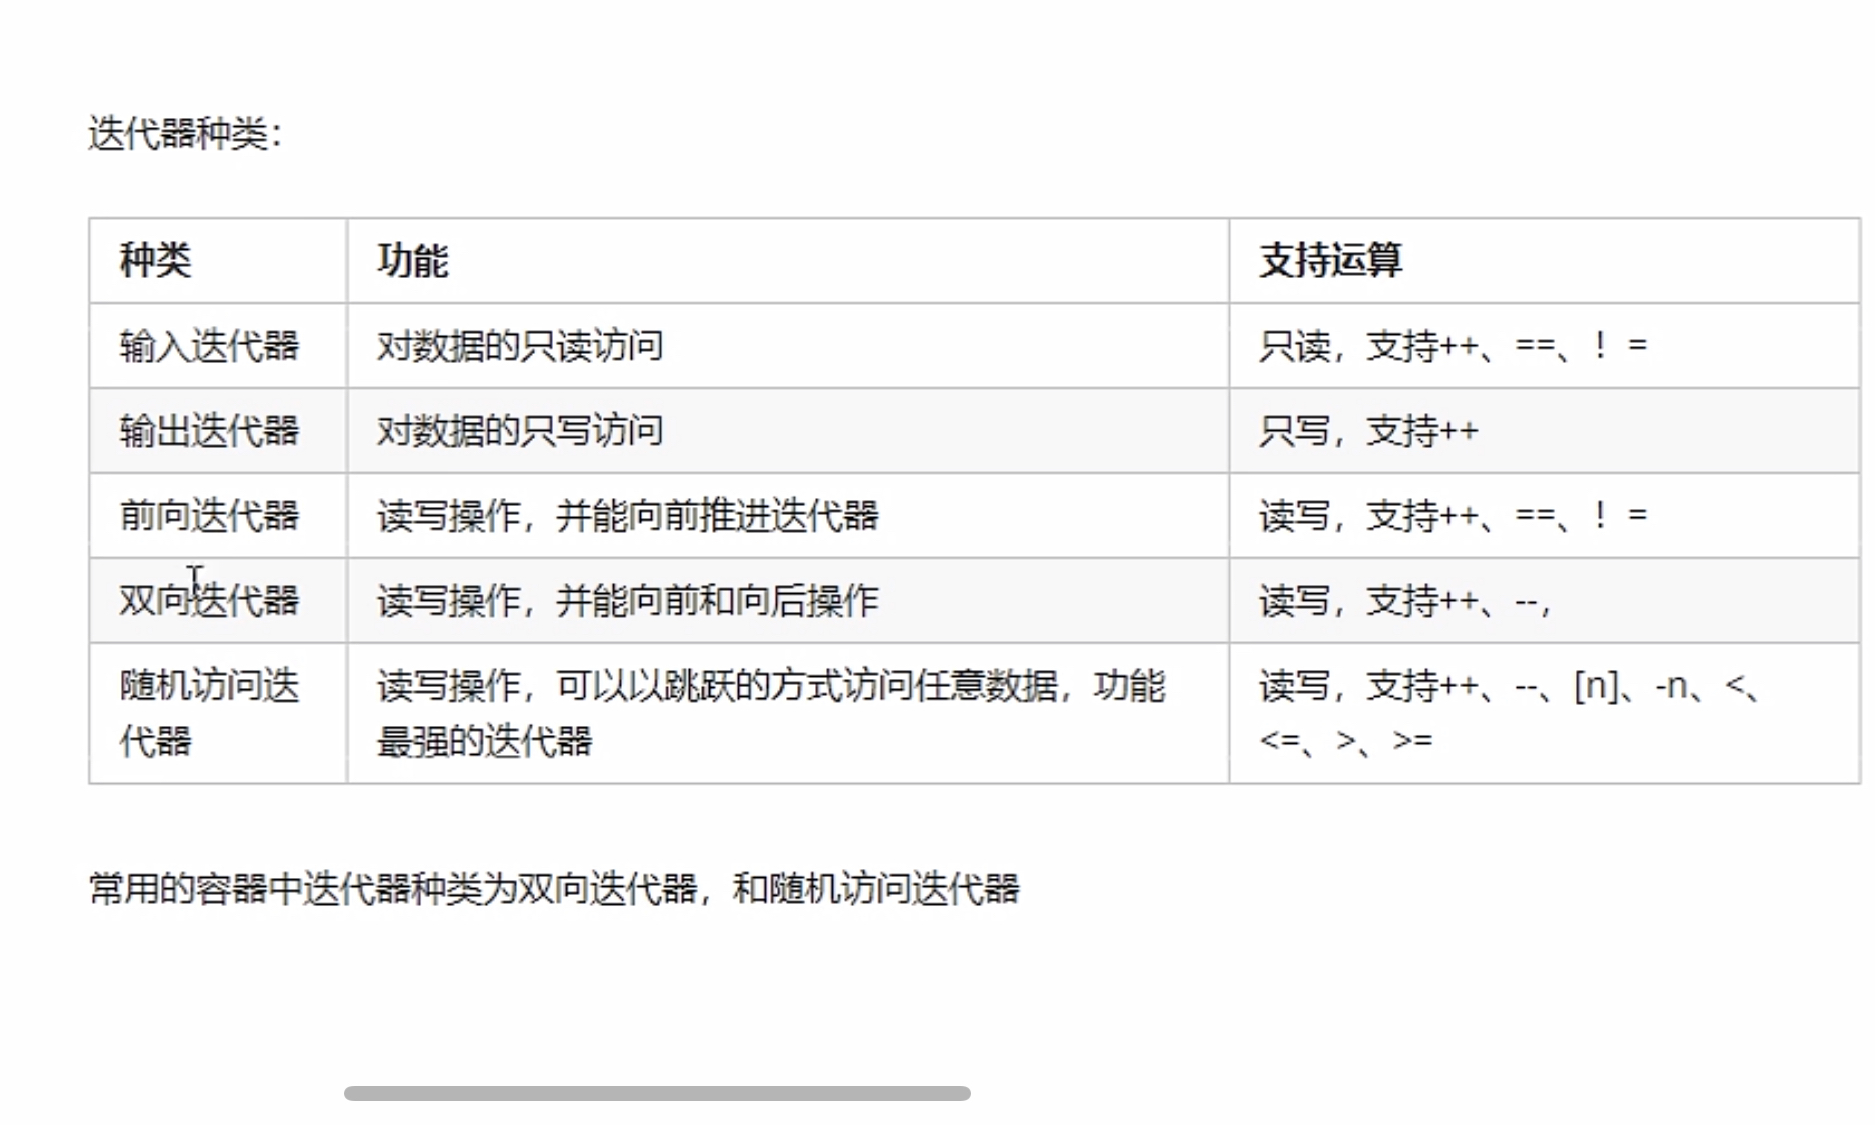 迭代器种类：
种类 功能 支持运算
输入迭代器 对数据的只读访问 只读，支持++、==、！=
输出迭代器 对数据的只写访问 只写，支持++
前向迭代器 读写操作，并能向前推进迭代器 读写，支持++、==、！=
双向迭代器 读写操作，并能向前和向后操作 读写，支持++、--，
随机访问迭 读写操作，可以以跳跃的方式访问任意数据，功能 读写，支持++、--、[n]、-n、<、
代器 最强的迭代器 <=、>、>=
常用的容器中迭代器种类为双向迭代器，和随机访问迭代器